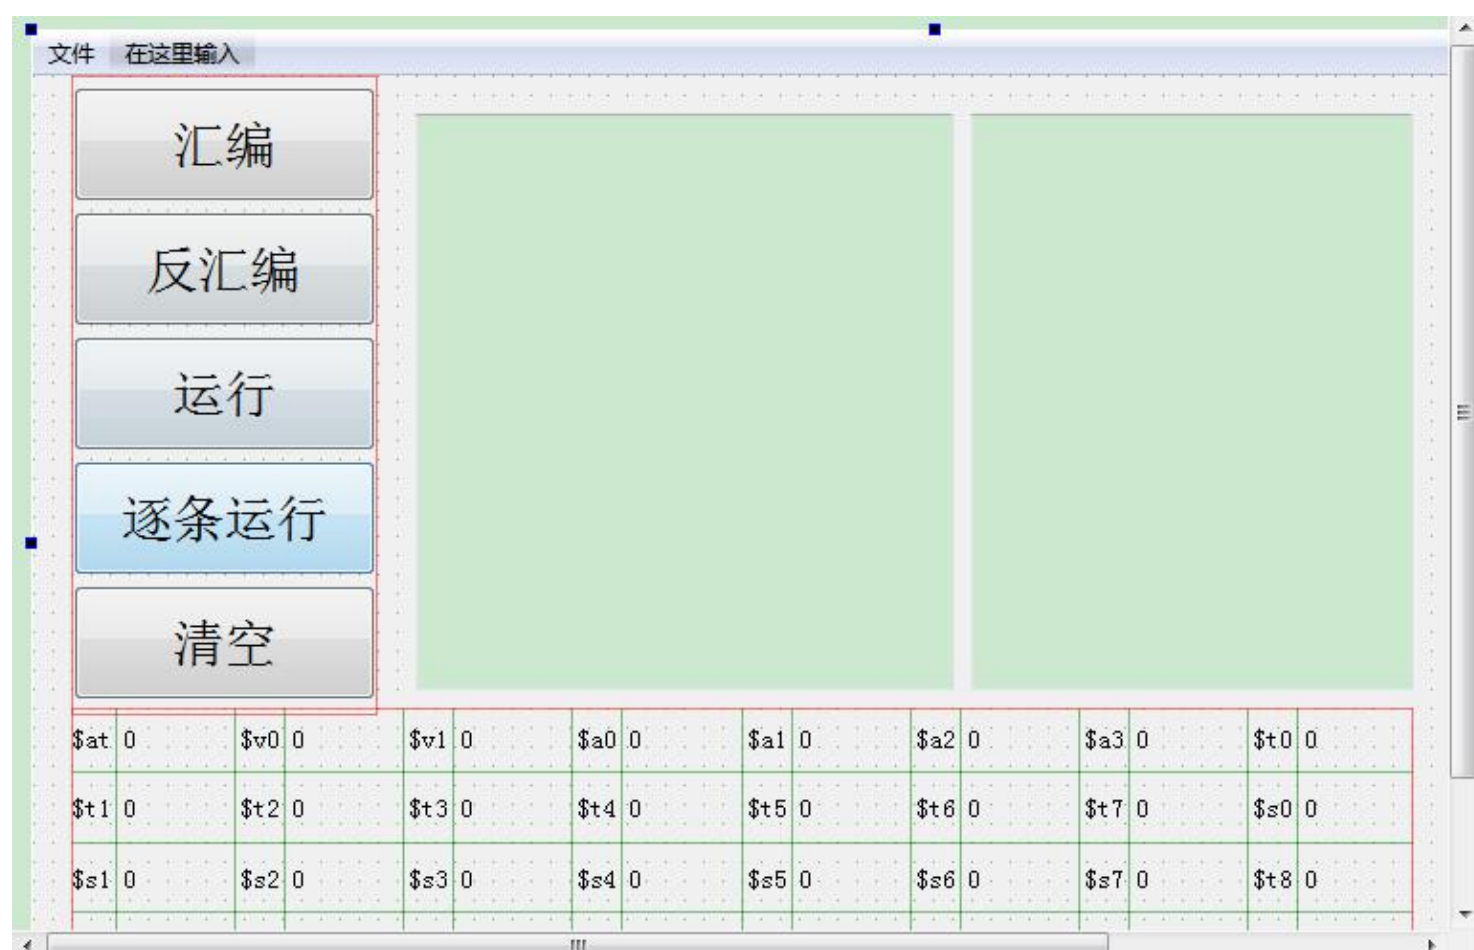 文件 在这里输入
汇编
反汇编
运行
逐条运行
清空
$at 0 $v0 0 $v1 0 $a0 0 $a1 0 $a2 0 $a3 0 $t0 0
$t1 0 $t2 0 $t3 0 $t4 0 $t5 0 $t6 0 $t7 0 $s0 0
$s1 0 $s2 0 $s3 0 $s4 0 $s5 0 $s6 0 $s7 0 $t8 0